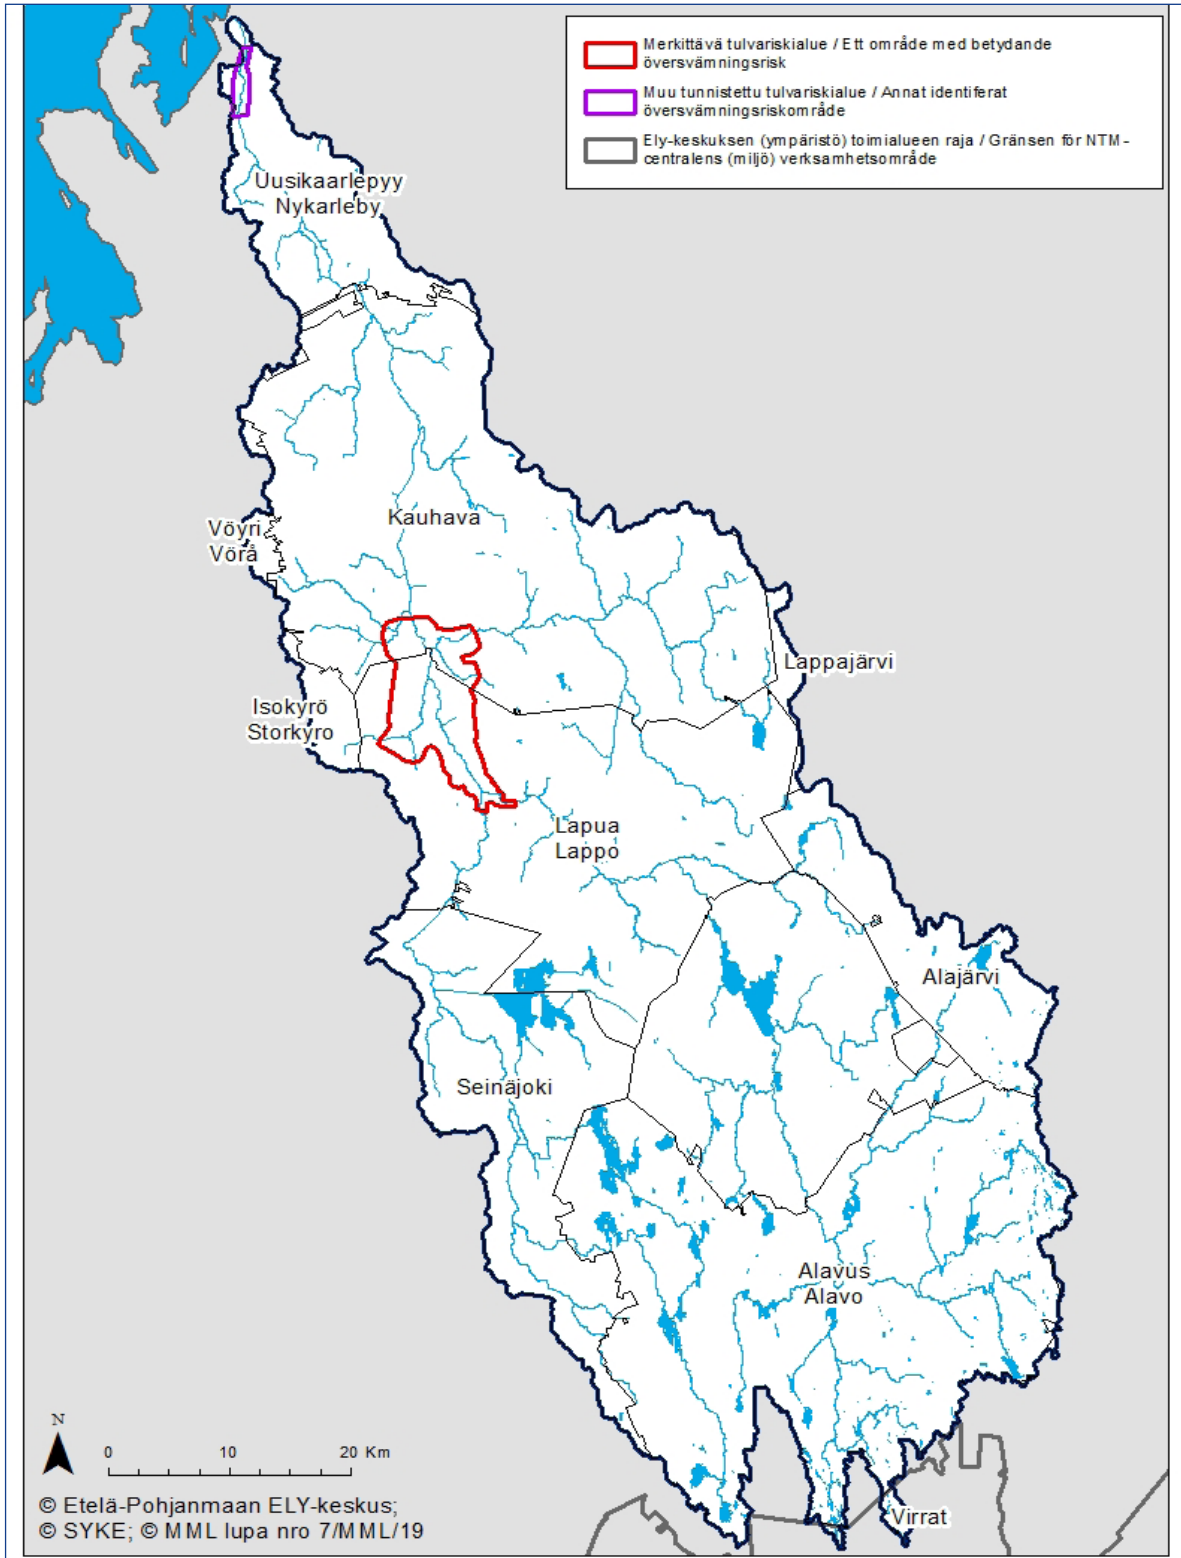 Merkittävä tulvariskialue / Ett område med betydande
översvämningsrisk
Muu tunnistettu tulvariskialue / Annat identiferat
översvämningsriskområde
Ely-keskuksen (ympäristö) toimialueen raja / Gränsen för NTM-
centralens (miljö) verksamhetsområde
Uusikaarlepyy
Nykarleby
Kauhava
Vöyri
Vörå
Lappajärvi
Isokyrö
Storkyro
Lapua
Lappo
Alajärvi
Seinäjoki
Alavus
Alavo
Virrat
N
0 10 20 Km
© Etelä-Pohjanmaan ELY-keskus;
© SYKE; © MML lupa nro 7/MML/19